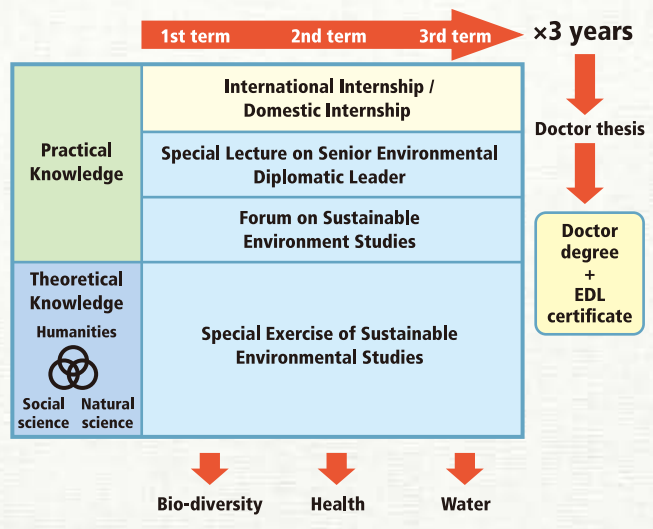 1st term 2nd term 3rd term
×3 years
Practical
Knowledge
International Internship /
Domestic Internship
Special Lecture on Senior Environmental
Diplomatic Leader
Forum on Sustainable
Environment Studies
Theoretical
Knowledge
Humanities
Social
science
Natural
science
Special Exercise of Sustainable
Environmental Studies
Doctor thesis
Doctor
degree
+
EDL
certificate
Bio-diversity Health Water